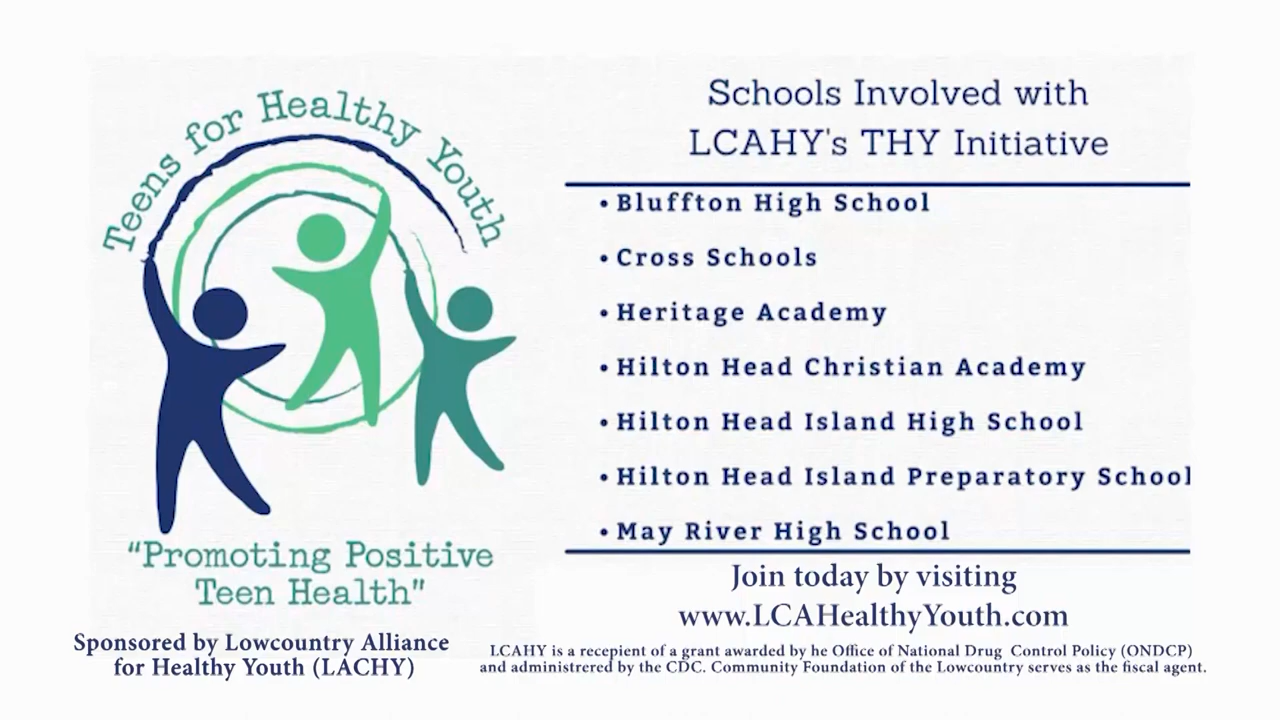 Teens for Healthy Youth
"Promoting Positive
Teen Health"
Sponsored by Lowcountry Alliance
for Healthy Youth (LACHY)
Schools Involved with
LCAHY's THY Initiative
• Bluffton High School
• Cross Schools
• Heritage Academy
• Hilton Head Christian Academy
• Hilton Head Island High School
• Hilton Head Island Preparatory School
• May River High School
Join today by visiting
www.LCAHealthyYouth.com
LCAHY is a recepient of a grant awarded by he Office of National Drug Control Policy (ONDCP)
and administrered by the CDC. Community Foundation of the Lowcountry serves as the fiscal agent.